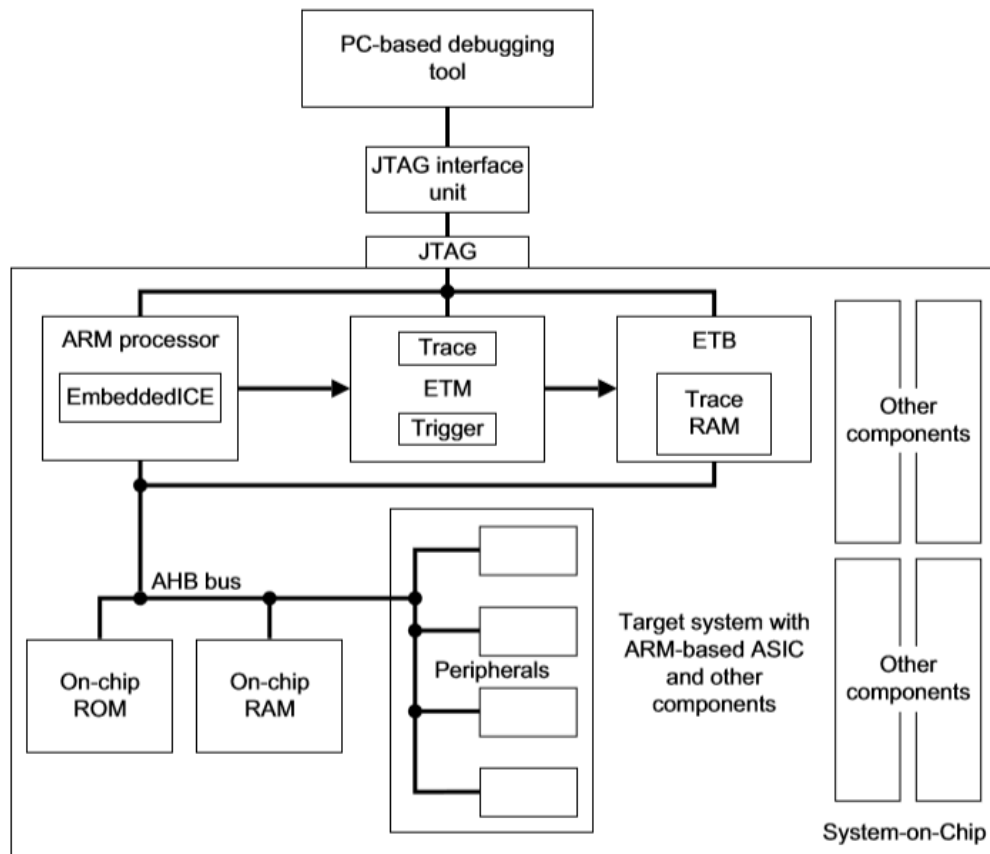 PC-based debugging
tool
JTAG interface
unit
JTAG
ARM processor
EmbeddedICE
Trace
ETM
Trigger
ETB
Trace
RAM
Other
components
AHB bus
On-chip
ROM
On-chip
RAM
Peripherals
Target system with
ARM-based ASIC
and other
components
Other
components
System-on-Chip